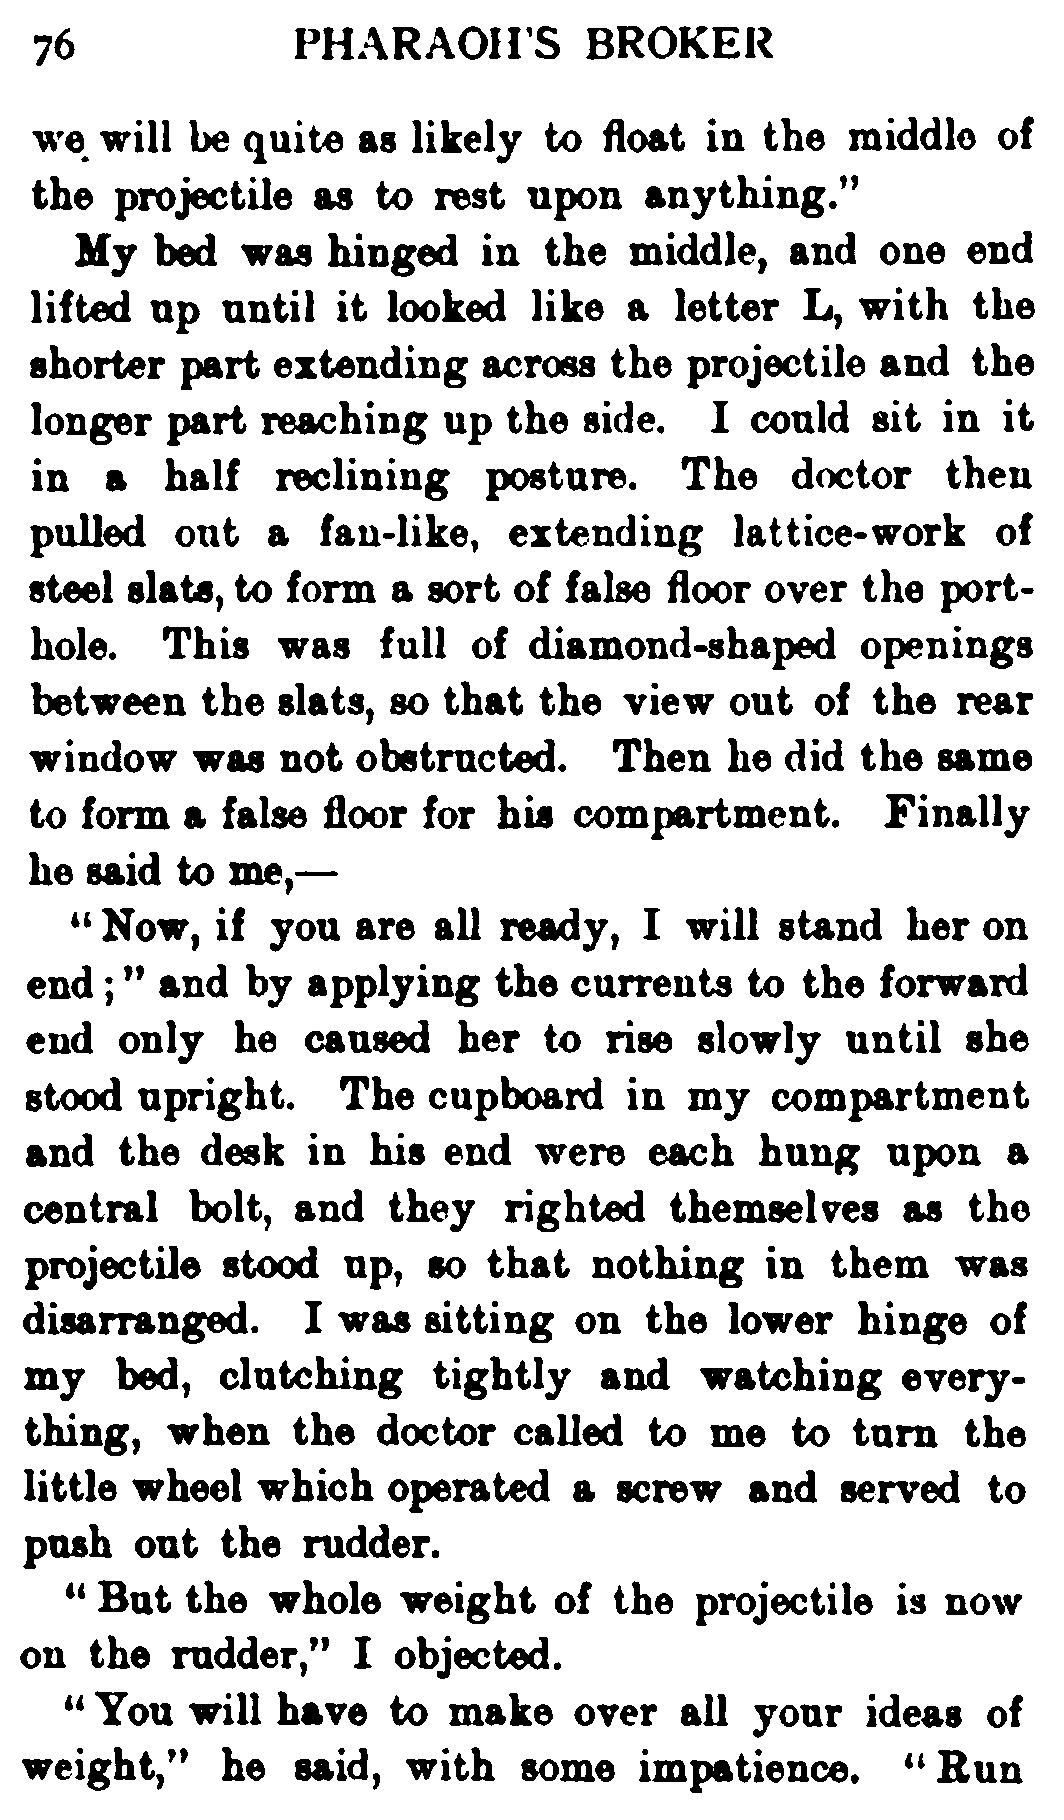 76 PHARAOH'S BROKER
we will be quite as likely to float in the middle of
the projectile as to rest upon anything."
My bed was hinged in the middle, and one end
lifted up until it looked like a letter L, with the
shorter part extending across the projectile and the
longer part reaching up the side. I could sit in it
in a half reclining posture. The doctor then
pulled out a fan-like, extending lattice-work of
steel slats, to form a sort of false floor over the port-
hole. This was full of diamond-shaped openings
between the slats, so that the view out of the rear
window was not obstructed. Then he did the same
to form a false floor for his compartment. Finally
he said to me,—
"Now, if you are all ready, I will stand her on
end;" and by applying the currents to the forward
end only he caused her to rise slowly until she
stood upright. The cupboard in my compartment
and the desk in his end were each hung upon a
central bolt, and they righted themselves as the
projectile stood up, so that nothing in them was
disarranged. I was sitting on the lower hinge of
my bed, clutching tightly and watching every-
thing, when the doctor called to me to turn the
little wheel which operated a screw and served to
push out the rudder.
"But the whole weight of the projectile is now
on the rudder," I objected.
"You will have to make over all your ideas of
weight," he said, with some impatience. "Run